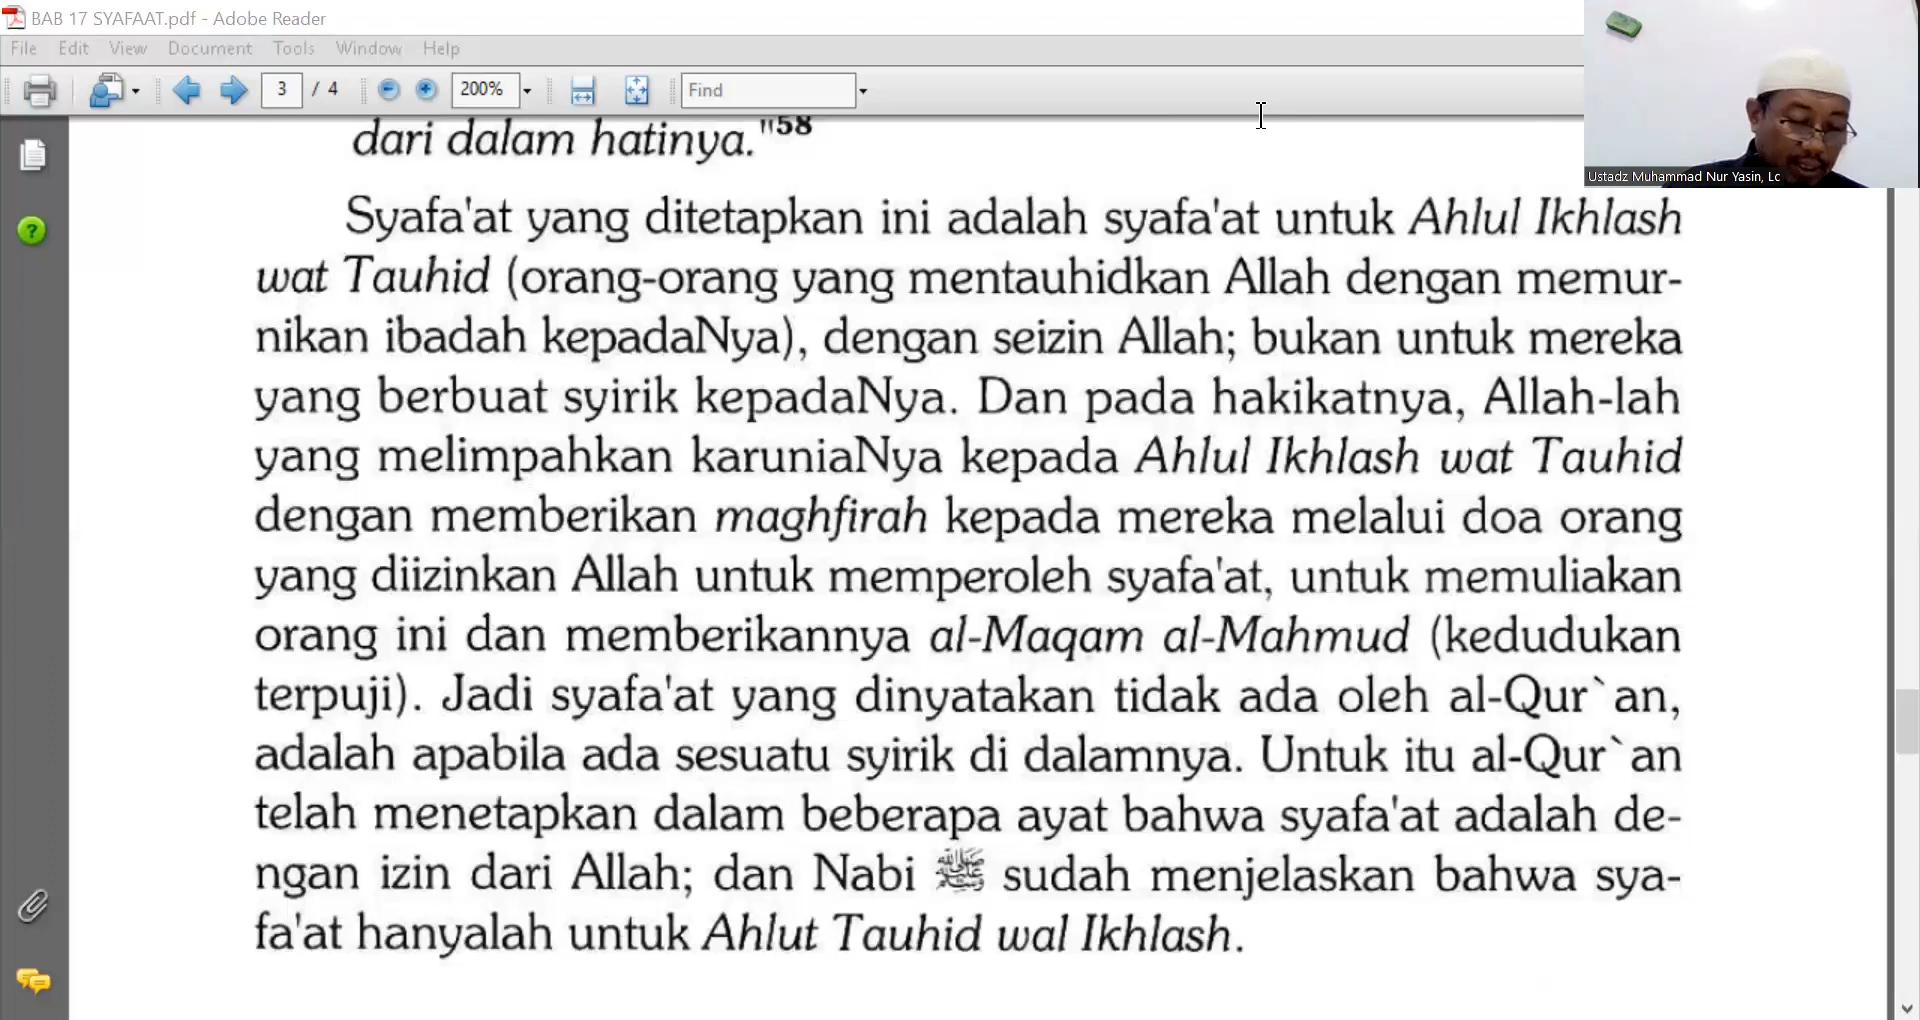 BAB 17 SYAFAAT.pdf - Adobe Reader
File Edit View Document Tools Window Help
3 / 4 200% Find
Ustadz Muhammad Nur Yasin, Lc
dari dalam hatinya."58
Syafa'at yang ditetapkan ini adalah syafa'at untuk Ahlul Ikhlash
wat Tauhid (orang-orang yang mentauhidkan Allah dengan memur-
nikan ibadah kepadaNya), dengan seizin Allah; bukan untuk mereka
yang berbuat syirik kepadaNya. Dan pada hakikatnya, Allah-lah
yang melimpahkan karuniaNya kepada Ahlul Ikhlash wat Tauhid
dengan memberikan maghfirah kepada mereka melalui doa orang
yang diizinkan Allah untuk memperoleh syafa'at, untuk memuliakan
orang ini dan memberikannya al-Maqam al-Mahmud (kedudukan
terpuji). Jadi syafa'at yang dinyatakan tidak ada oleh al-Qur`an,
adalah apabila ada sesuatu syirik di dalamnya. Untuk itu al-Qur`an
telah menetapkan dalam beberapa ayat bahwa syafa'at adalah de-
ngan izin dari Allah; dan Nabi ﷺ sudah menjelaskan bahwa sya-
fa'at hanyalah untuk Ahlut Tauhid wal Ikhlash.